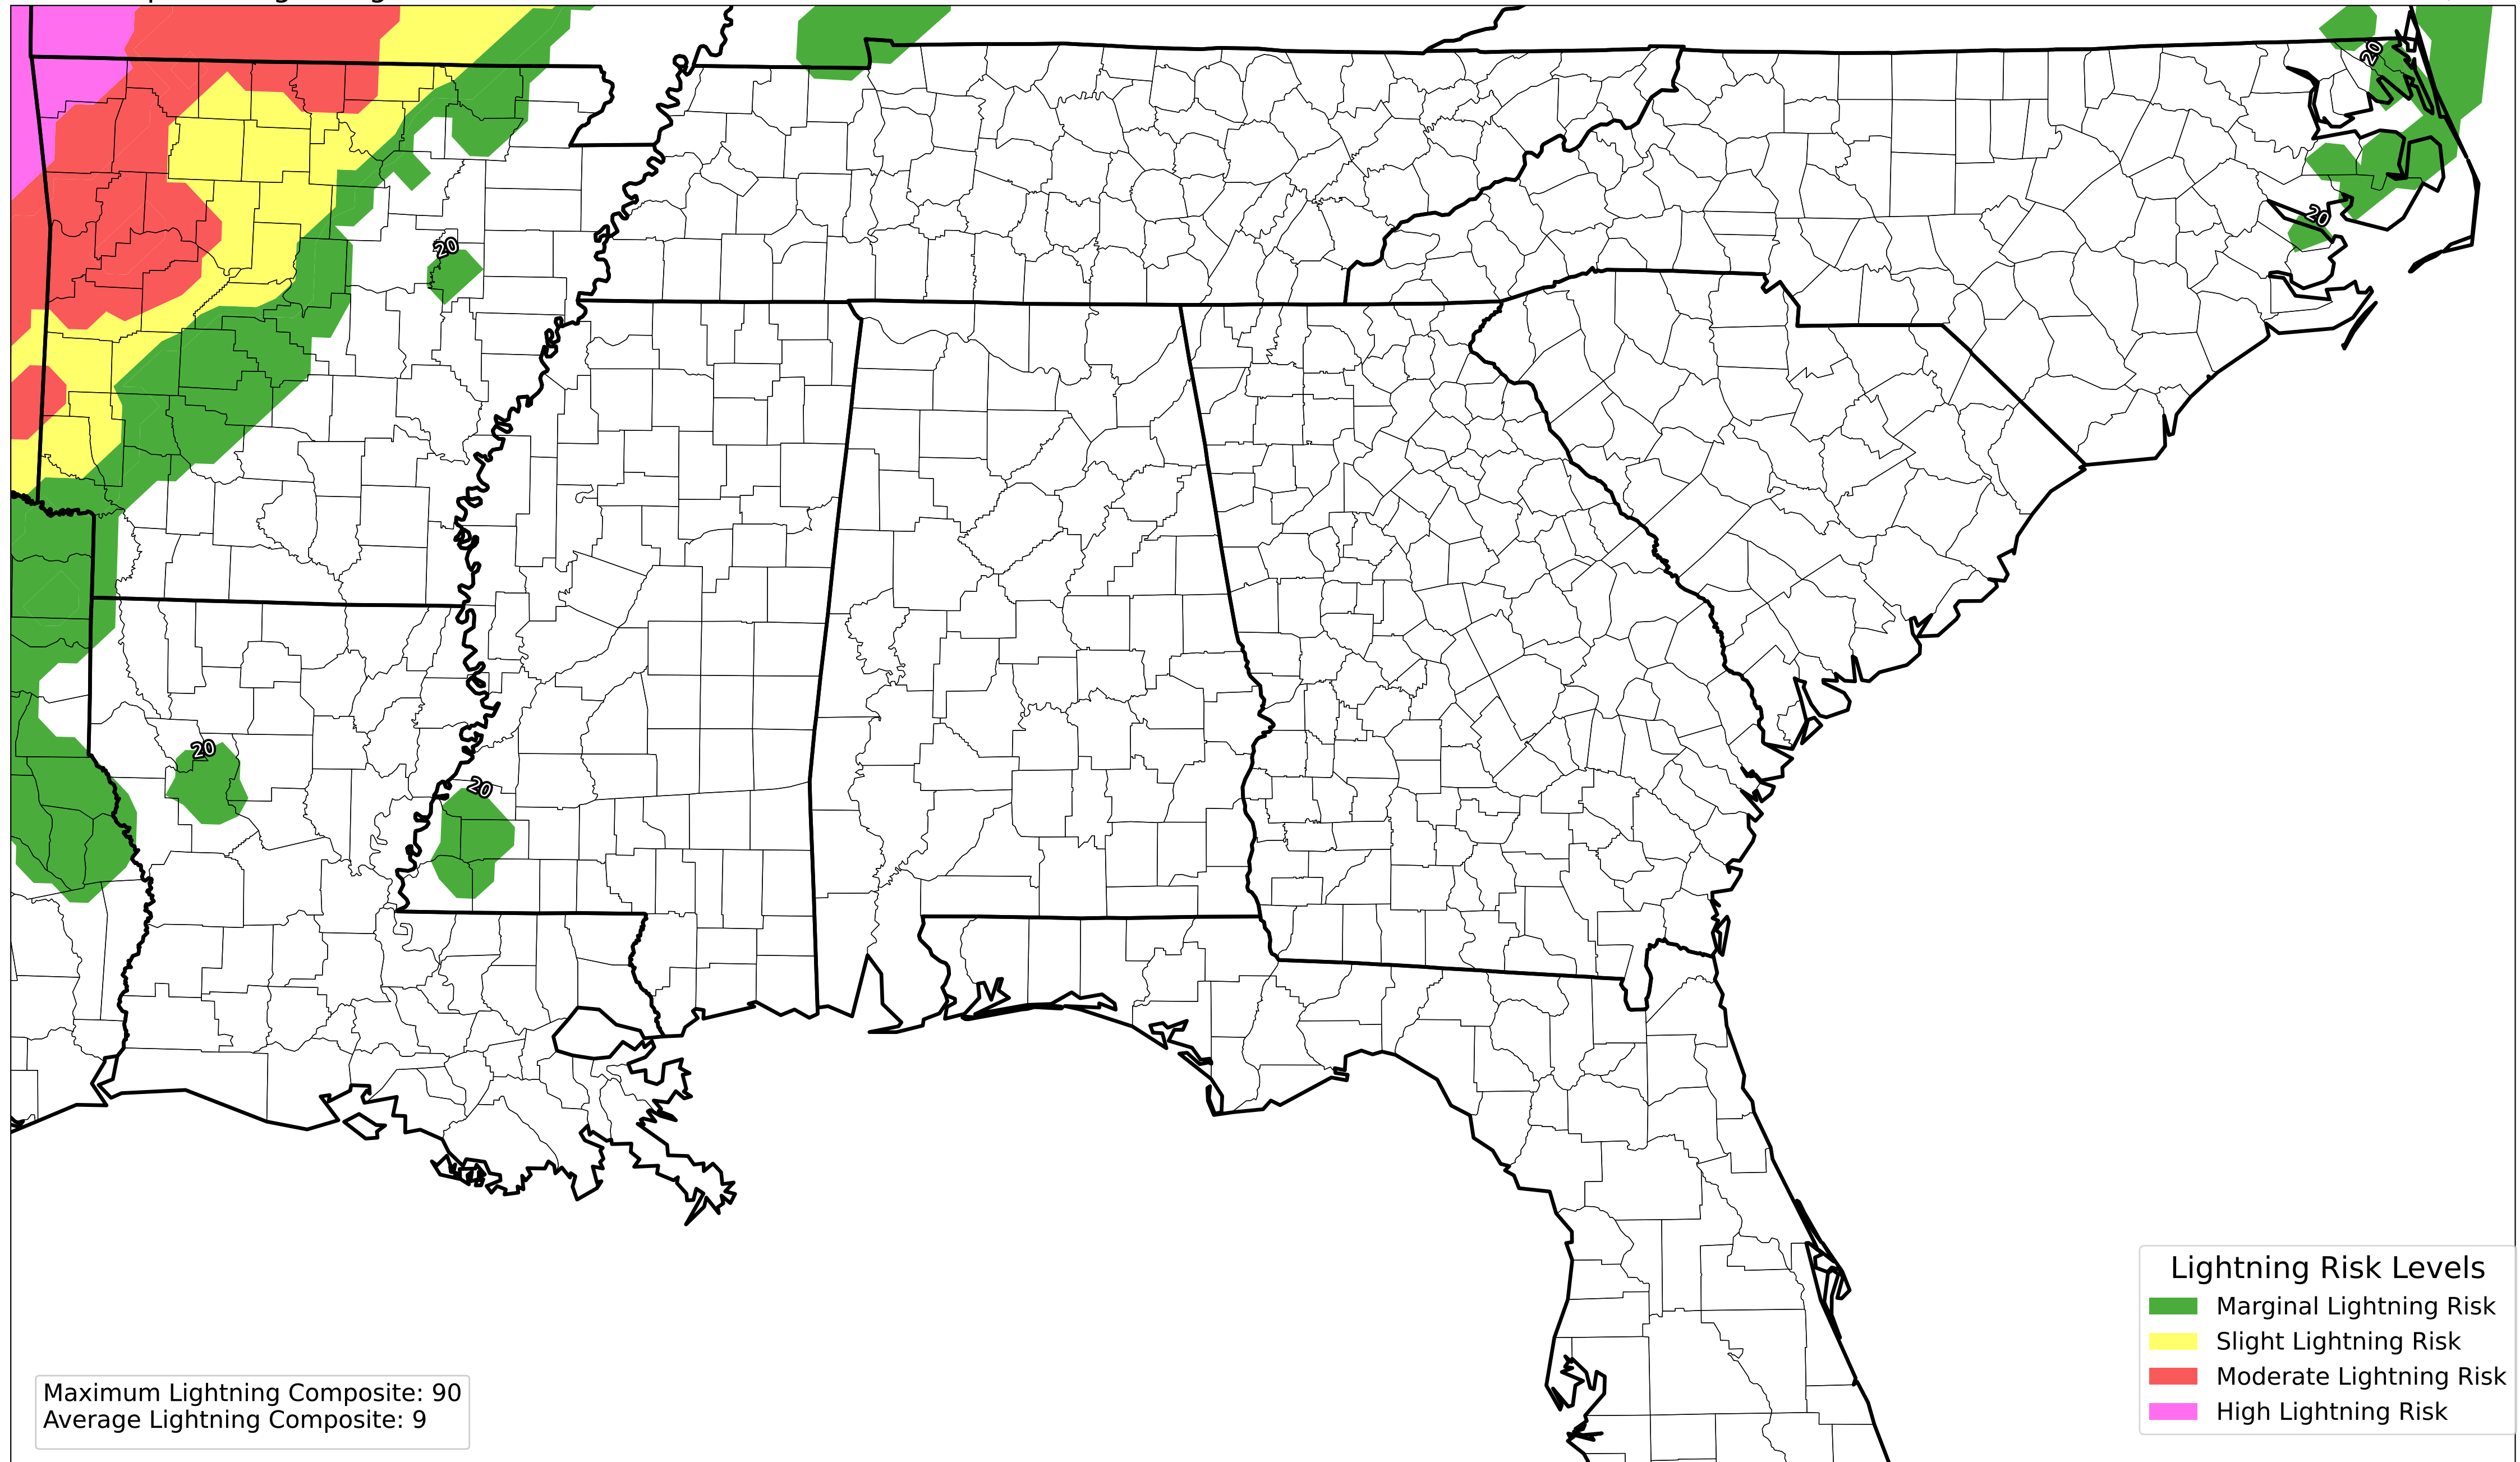 20
20
20
20
20
Lightning Risk Levels
Marginal Lightning Risk
Slight Lightning Risk
Moderate Lightning Risk
High Lightning Risk
Maximum Lightning Composite: 90
Average Lightning Composite: 9